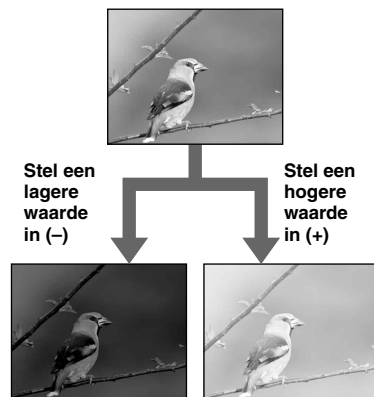 Stel een
lagere
waarde
in (–)
Stel een
hogere
waarde
in (+)